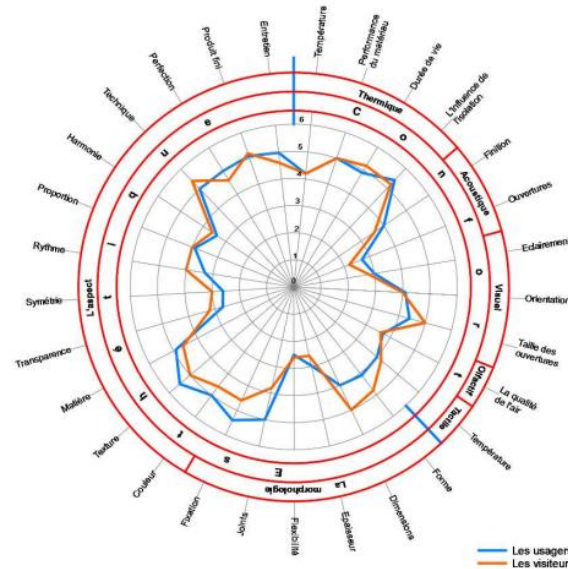 Température
Performance
du matériau
Durée de vie
L'influence de
l'isolation
Finition
Ouvertures
Eclairement
Orientation
Taille des
ouvertures
La qualité
de l'air
Température
Forme
Dimensions
Epaisseur
Flexibilité
Joints
Fixation
Couleur
Texture
Matière
Transparence
Symétrie
Rythme
Proportion
Harmonie
Technique
Perfection
Produit fini
Entretien
Thermique
Acoustique
Visuel
Olfactif
Tactile
La morphologie
L'aspect
Confort
Esthétique
6
5
4
3
2
1
0
Les usagers
Les visiteur